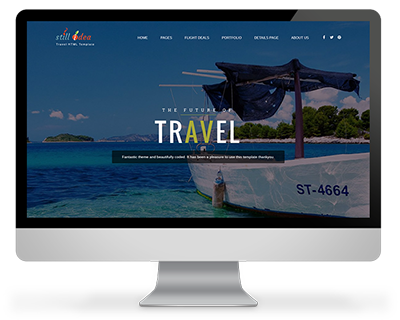 still idea
Travel HTML Template
HOME PAGES FLIGHT DEALS PORTFOLIO DETAILS PAGE ABOUT US
THE FUTURE OF
TRAVEL
Fantastic theme and beautifully coded. It has been a pleasure to use this template thankyou.
ST-4664